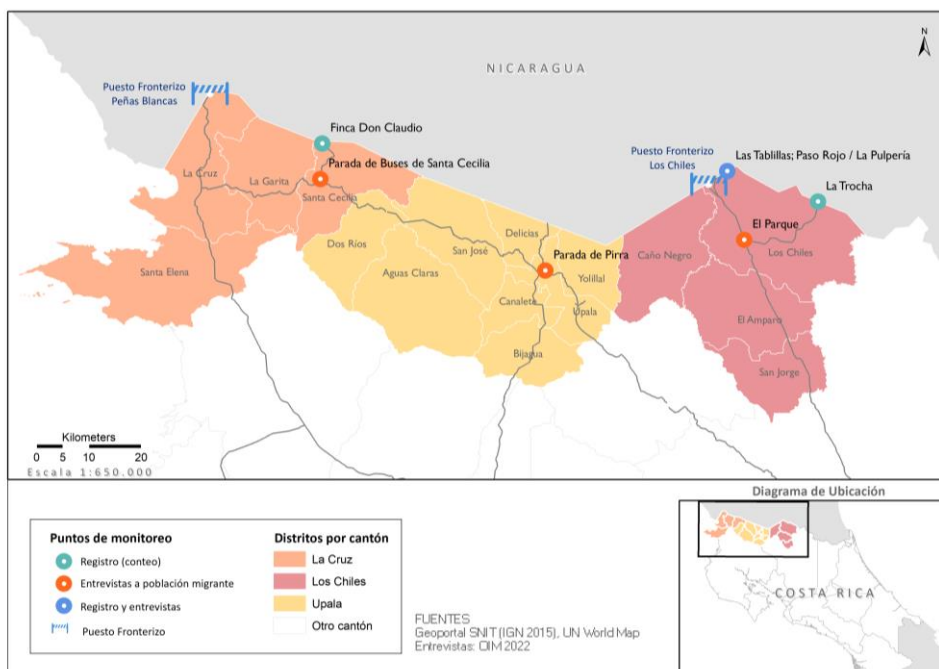 N
NICARAGUA
Puesto Fronterizo
Peñas Blancas
Finca Don Claudio
Parada de Buses de Santa Cecilia
La Cruz
La Garita
Santa Cecilia
Santa Elena
Puesto Fronterizo
Los Chiles
Las Tablillas; Paso Rojo / La Pulpería
La Trocha
El Parque
Los Chiles
Caño Negro
El Amparo
San Jorge
Dos Ríos
Aguas Claras
San José
Delicias
Parada de Pirra
Yolillal
Canalete
Upala
Bijagua
Kilometers
0 5 10 20
Escala 1:650.000
Diagrama de Ubicación
COSTA RICA
Puntos de monitoreo
Registro (conteo)
Entrevistas a población migrante
Registro y entrevistas
Puesto Fronterizo
Distritos por cantón
La Cruz
Los Chiles
Upala
Otro cantón
FUENTES
Geoportal SNIT (IGN 2015), UN World Map
Entrevistas: OIM 2022